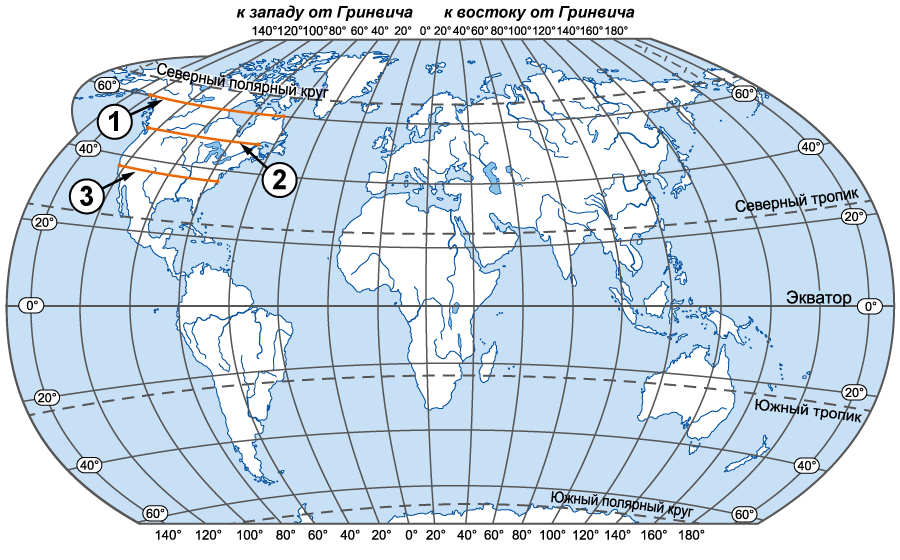 к западу от Гринвича к востоку от Гринвича
140° 120° 100° 80° 60° 40° 20° 0° 20° 40° 60° 80° 100° 120° 140° 160° 180°
Северный полярный круг
60° 60°
1
40° 40°
2
3
Северный тропик
20° 20°
Экватор
0° 0°
20° 20°
Южный тропик
40° 40°
Южный полярный круг
60° 60°
140° 120° 100° 80° 60° 40° 20° 0° 20° 40° 60° 80° 100° 120° 140° 160° 180°